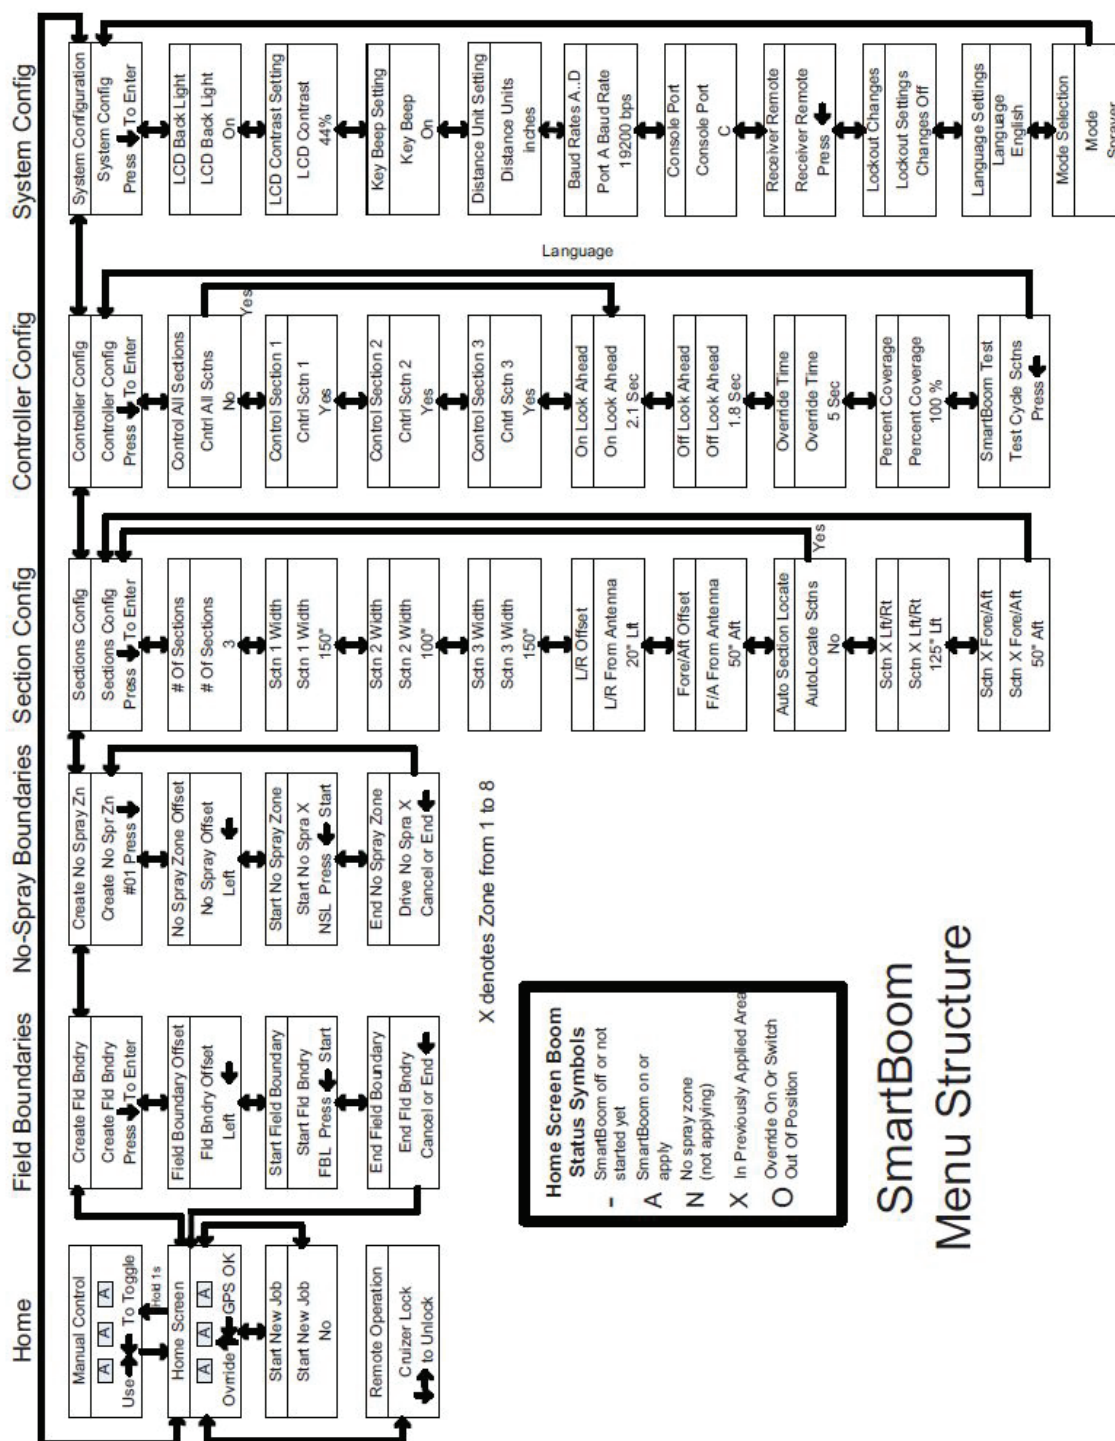 Home
Field Boundaries
No-Spray Boundaries
Section Config
Controller Config
System Config
Manual Control
A A A
Use To Toggle
Hold 1s
Home Screen
A A A
Ovrride GPS OK
Start New Job
Start New Job
No
Remote Operation
Cruizer Lock
to Unlock
Create Fld Bndry
Create Fld Bndry
Press To Enter
Field Boundary Offset
Fld Bndry Offset
Left
Start Field Boundary
Start Fld Bndry
FBL Press Start
End Field Boundary
End Fld Bndry
Cancel or End
Create No Spray Zn
Create No Spr Zn
#01 Press
No Spray Zone Offset
No Spray Offset
Left
Start No Spray Zone
Start No Spra X
NSL Press Start
End No Spray Zone
Drive No Spra X
Cancel or End
X denotes Zone from 1 to 8
Sections Config
Sections Config
Press To Enter
# Of Sections
# Of Sections
3
Sctn 1 Width
Sctn 1 Width
150"
Sctn 2 Width
Sctn 2 Width
100"
Sctn 3 Width
Sctn 3 Width
150"
L/R Offset
L/R From Antenna
20" Lft
Fore/Aft Offset
F/A From Antenna
50" Aft
Auto Section Locate
AutoLocate Sctns
No
Yes
Sctn X Lft/Rt
Sctn X Lft/Rt
125" Lft
Sctn X Fore/Aft
Sctn X Fore/Aft
50" Aft
Controller Config
Controller Config
Press To Enter
Control All Sections
Cntrl All Sctns
No
Yes
Control Section 1
Cntrl Sctn 1
Yes
Control Section 2
Cntrl Sctn 2
Yes
Control Section 3
Cntrl Sctn 3
Yes
On Look Ahead
On Look Ahead
2.1 Sec
Off Look Ahead
Off Look Ahead
1.8 Sec
Override Time
Override Time
5 Sec
Percent Coverage
Percent Coverage
100 %
SmartBoom Test
Test Cycle Sctns
Press
Language
System Configuration
System Config
Press To Enter
LCD Back Light
LCD Back Light
On
LCD Contrast Setting
LCD Contrast
44%
Key Beep Setting
Key Beep
On
Distance Unit Setting
Distance Units
inches
Baud Rates A..D
Port A Baud Rate
19200 bps
Console Port
Console Port
C
Receiver Remote
Receiver Remote
Press
Lockout Changes
Lockout Settings
Changes Off
Language Settings
Language
English
Mode Selection
Mode
Sprayer
Home Screen Boom
Status Symbols
- SmartBoom off or not
started yet
A SmartBoom on or
apply
N No spray zone
(not applying)
X In Previously Applied Area
O Override On Or Switch
Out Of Position
SmartBoom
Menu Structure